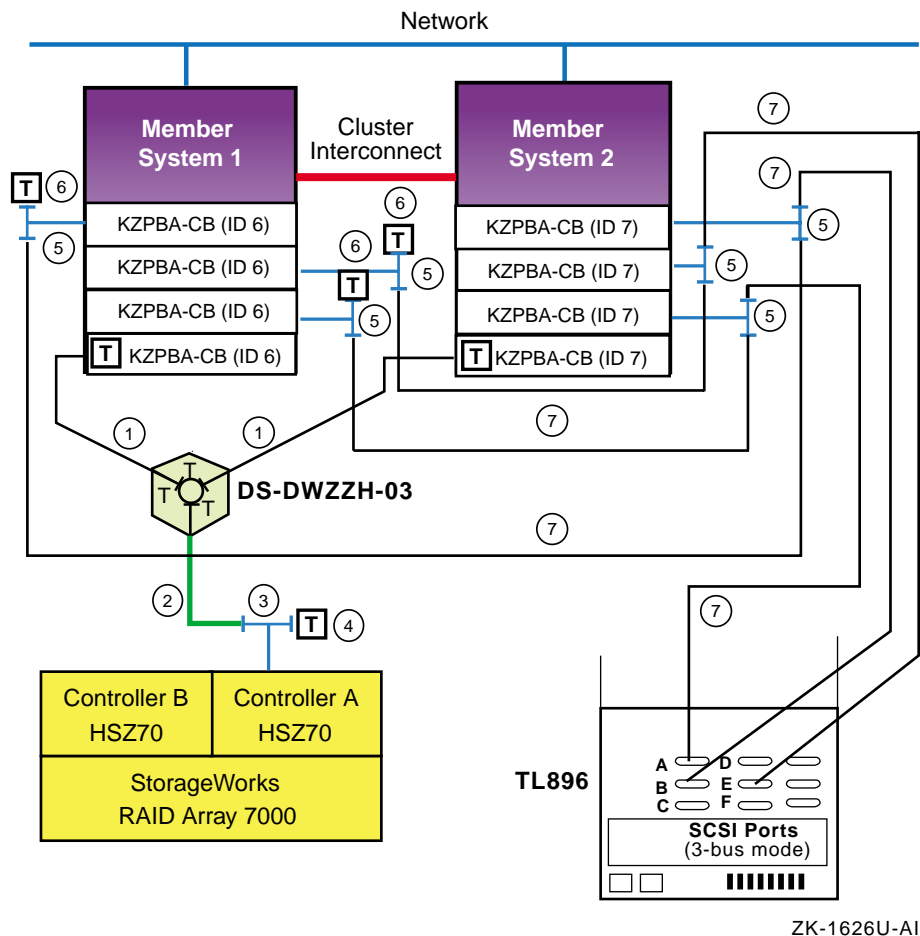 Network
Member
System 1
Cluster
Interconnect
Member
System 2
7
7
T
6
6
KZPBA-CB (ID 6)
KZPBA-CB (ID 7)
5
5
6
T
KZPBA-CB (ID 6)
KZPBA-CB (ID 7)
T
5
5
KZPBA-CB (ID 6)
KZPBA-CB (ID 7)
5
5
T
KZPBA-CB (ID 6)
T
KZPBA-CB (ID 7)
1
1
7
T
T
T
DS-DWZZH-03
7
2
3
T
4
7
Controller B
HSZ70
Controller A
HSZ70
StorageWorks
RAID Array 7000
TL896
A
D
B
E
C
F
SCSI Ports
(3-bus mode)
ZK-1626U-AI